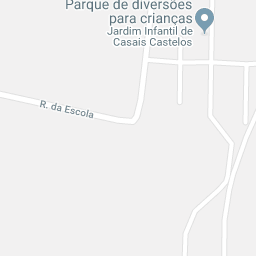 Parque de diversões
para crianças
Jardim Infantil de
Casais Castelos
R. da Escola